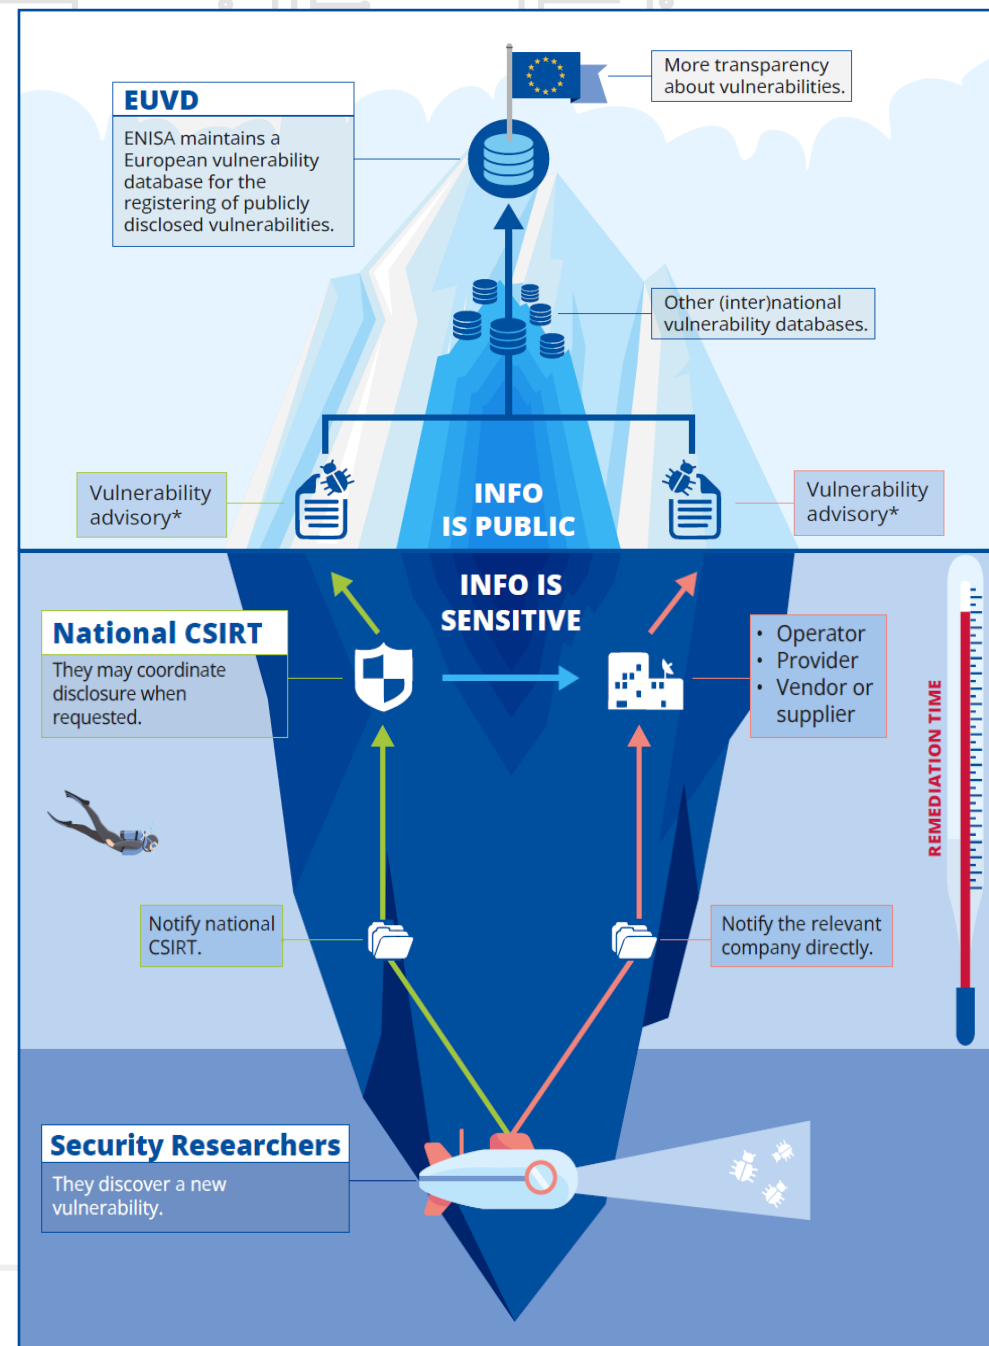 More transparency
about vulnerabilities.
EUVD
ENISA maintains a
European vulnerability
database for the
registering of publicly
disclosed vulnerabilities.
Other (inter)national
vulnerability databases.
Vulnerability
advisory*
INFO
IS PUBLIC
Vulnerability
advisory*
INFO IS
SENSITIVE
National CSIRT
They may coordinate
disclosure when
requested.
• Operator
• Provider
• Vendor or
supplier
REMEDIATION TIME
Notify national
CSIRT.
Notify the relevant
company directly.
Security Researchers
They discover a new
vulnerability.